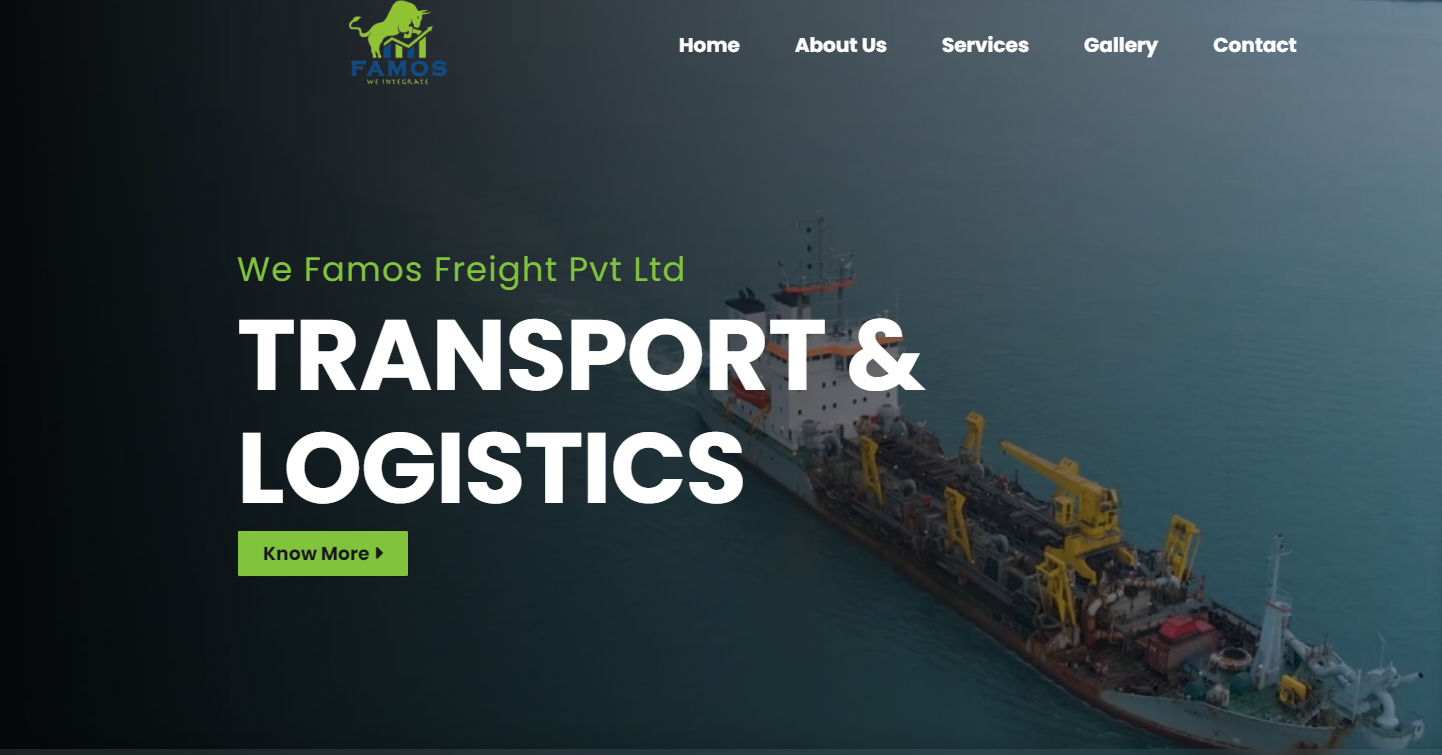 FAMOS
WE INTEGRATE
Home About Us Services Gallery Contact
We Famos Freight Pvt Ltd
TRANSPORT &
LOGISTICS
Know More